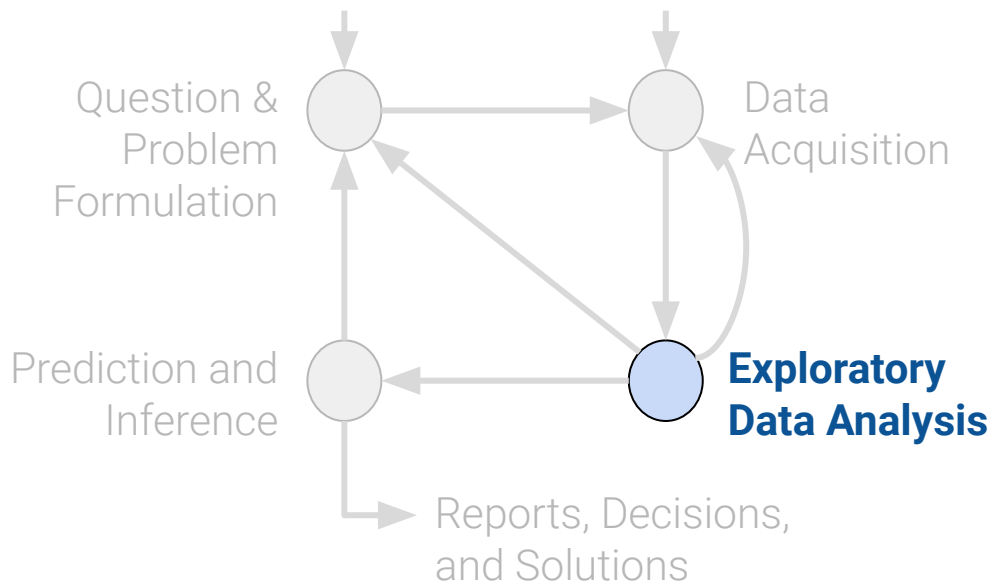 Question &
Problem
Formulation
Data
Acquisition
Prediction and
Inference
Exploratory
Data Analysis
Reports, Decisions,
and Solutions